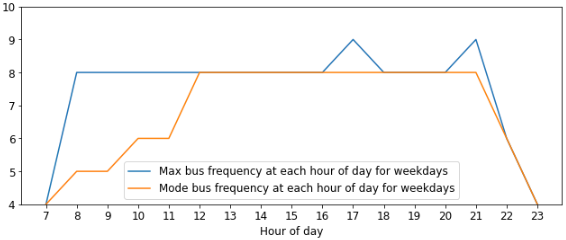 10
9
8
7
6
5
4
Max bus frequency at each hour of day for weekdays
Mode bus frequency at each hour of day for weekdays
7 8 9 10 11 12 13 14 15 16 17 18 19 20 21 22 23
Hour of day